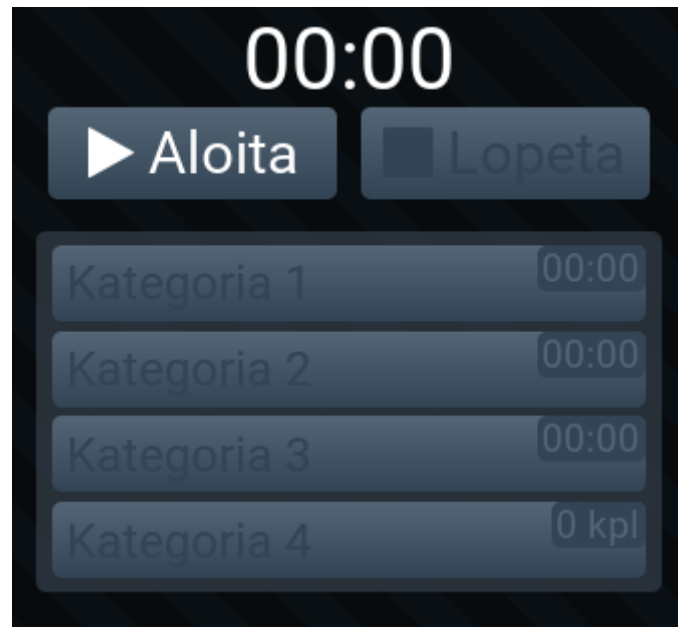 00:00
Aloita Lopeta
Kategoria 1 00:00
Kategoria 2 00:00
Kategoria 3 00:00
Kategoria 4 0 kpl